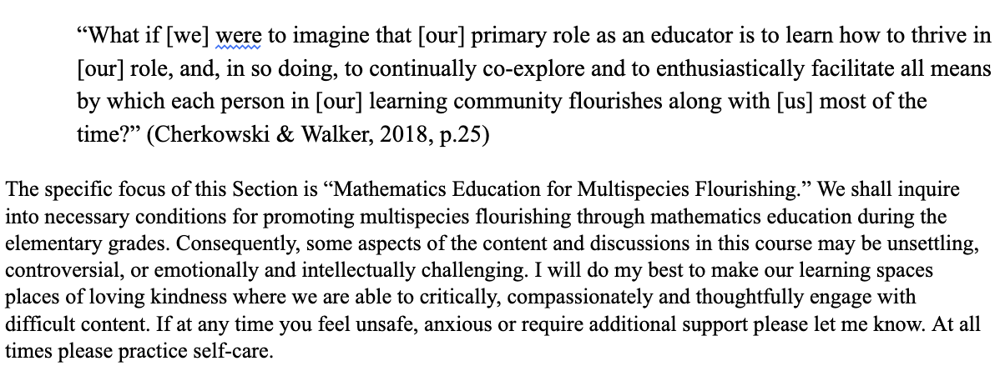 “What if [we] were to imagine that [our] primary role as an educator is to learn how to thrive in
[our] role, and, in so doing, to continually co-explore and to enthusiastically facilitate all means
by which each person in [our] learning community flourishes along with [us] most of the
time?” (Cherkowski & Walker, 2018, p.25)
The specific focus of this Section is “Mathematics Education for Multispecies Flourishing.” We shall inquire
into necessary conditions for promoting multispecies flourishing through mathematics education during the
elementary grades. Consequently, some aspects of the content and discussions in this course may be unsettling,
controversial, or emotionally and intellectually challenging. I will do my best to make our learning spaces
places of loving kindness where we are able to critically, compassionately and thoughtfully engage with
difficult content. If at any time you feel unsafe, anxious or require additional support please let me know. At all
times please practice self-care.